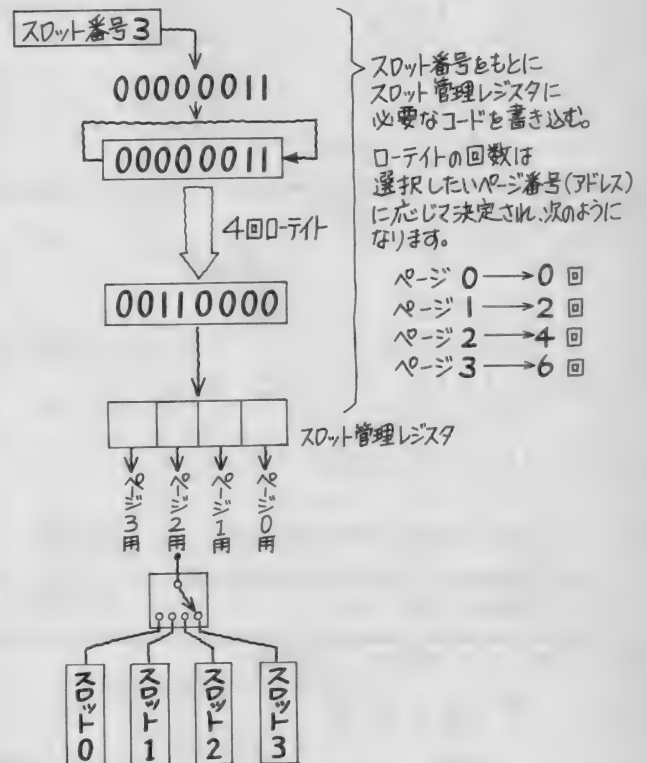 スロット番号3
00000011
00000011
4回ローテイト
00110000
スロット番号をもとに
スロット管理レジスタに
必要なコードを書き込む。
ローテイトの回数は
選択したいページ番号(アドレス)
に応じて決定され、次のように
なります。
ページ 0→0 回
ページ 1→2 回
ページ 2→4 回
ページ 3→6 回
スロット管理レジスタ
ページ3用
ページ2用
ページ1用
ページ0用
スロット0
スロット1
スロット2
スロット3